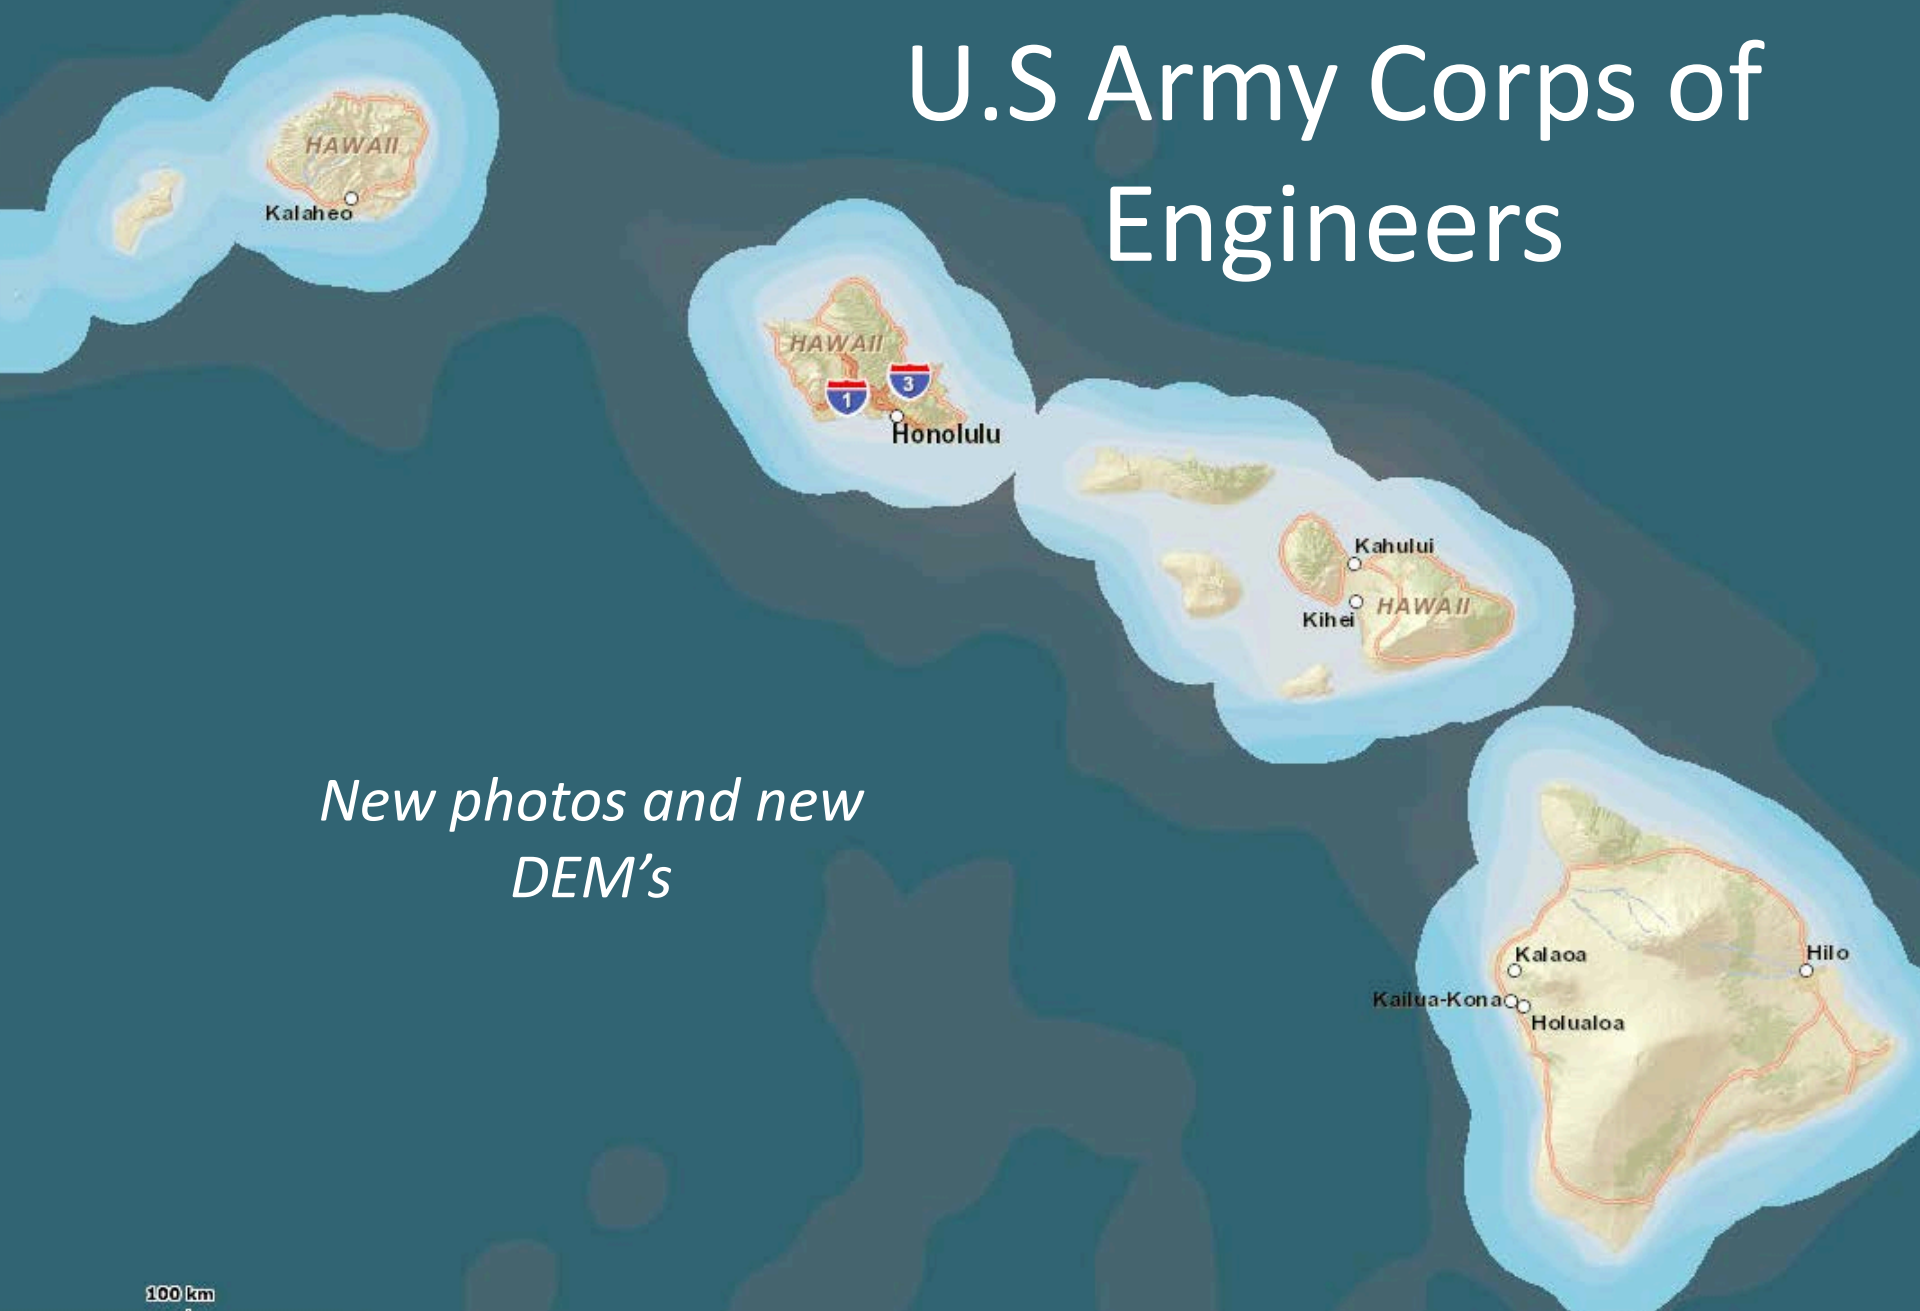 U.S Army Corps of
Engineers
HAWAII
Kalaheo
HAWAII
3
1
Honolulu
Kahului
HAWAII
Kihei
New photos and new
DEM’s
Kalaoa
Hilo
Kailua-Kona
Holualoa
100 km